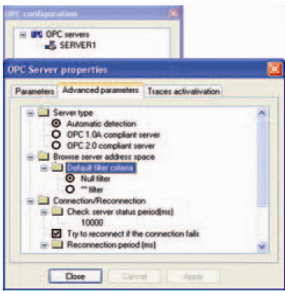 OPC configuration
OPC servers
SERVER1
OPC Server properties
Parameters Advanced parameters Traces activativation
Server type
Automatic detection
OPC 1.0A compliant server
OPC 2.0 compliant server
Browse server address space
Default filter criteria
Null filter
"" filter
Connection/Reconnection
Check server status period(ms)
10000
Try to reconnect if the connection fails
Reconnection period (ms)
Close Cancel Apply